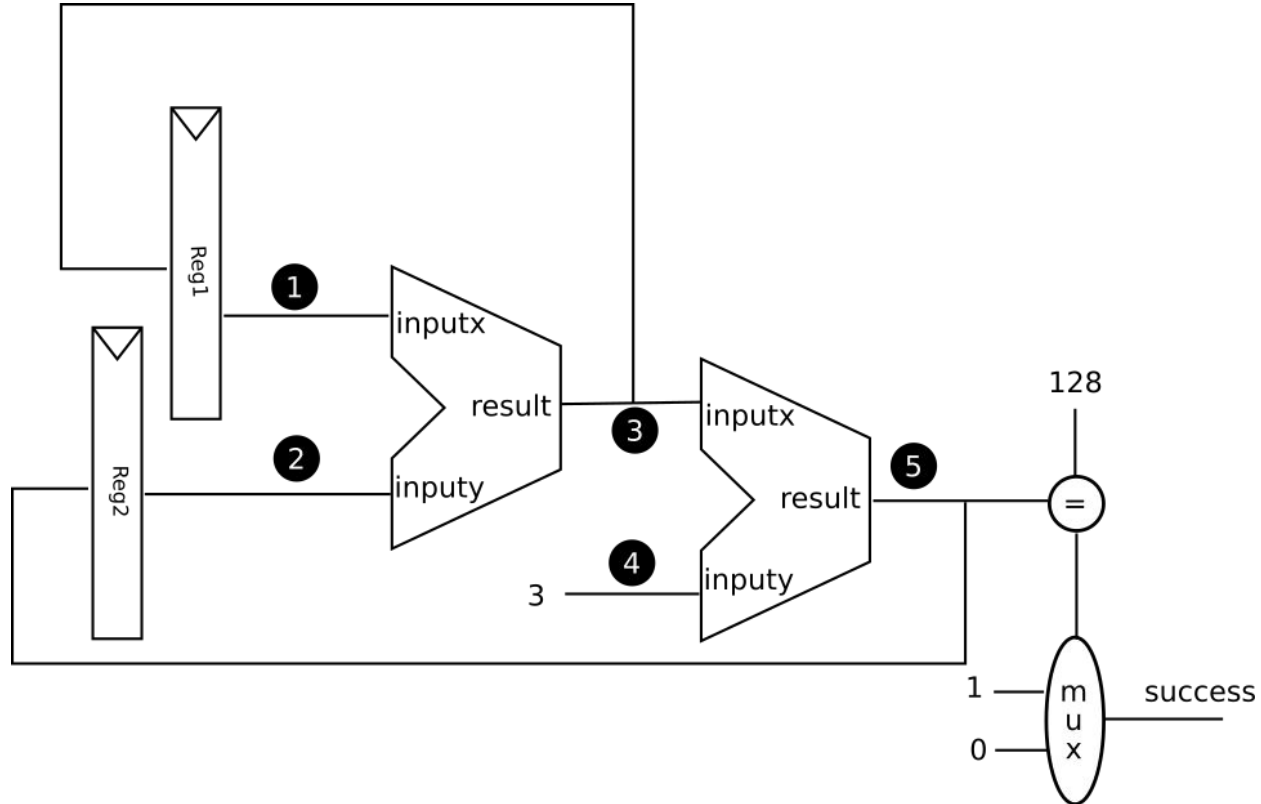 Reg1
1
inputx
Reg2
2
inputy
result
3
inputx
3
4
inputy
result
5
128
=
1
0
m
u
x
success